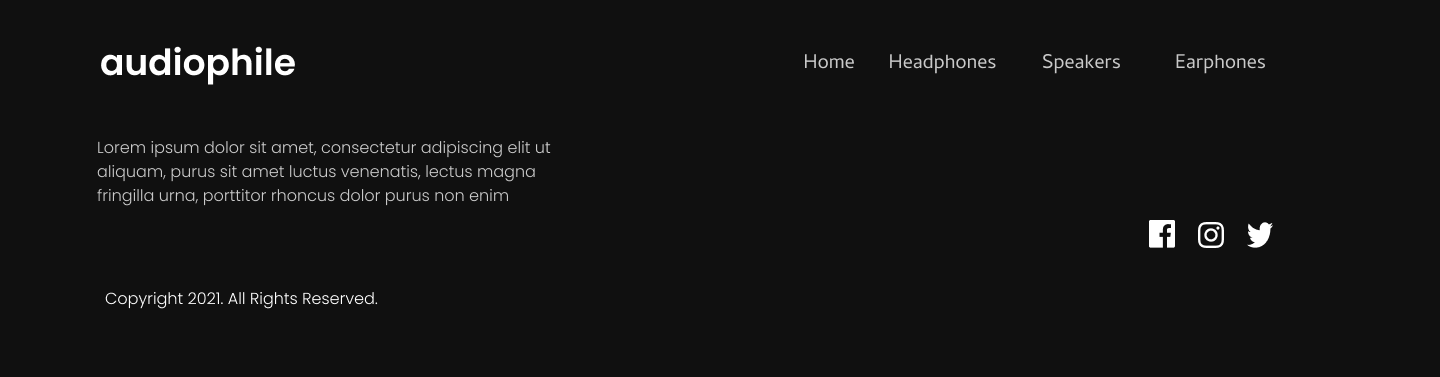 audiophile
Home Headphones Speakers Earphones
Lorem ipsum dolor sit amet, consectetur adipiscing elit ut
aliquam, purus sit amet luctus venenatis, lectus magna
fringilla urna, porttitor rhoncus dolor purus non enim
Copyright 2021. All Rights Reserved.